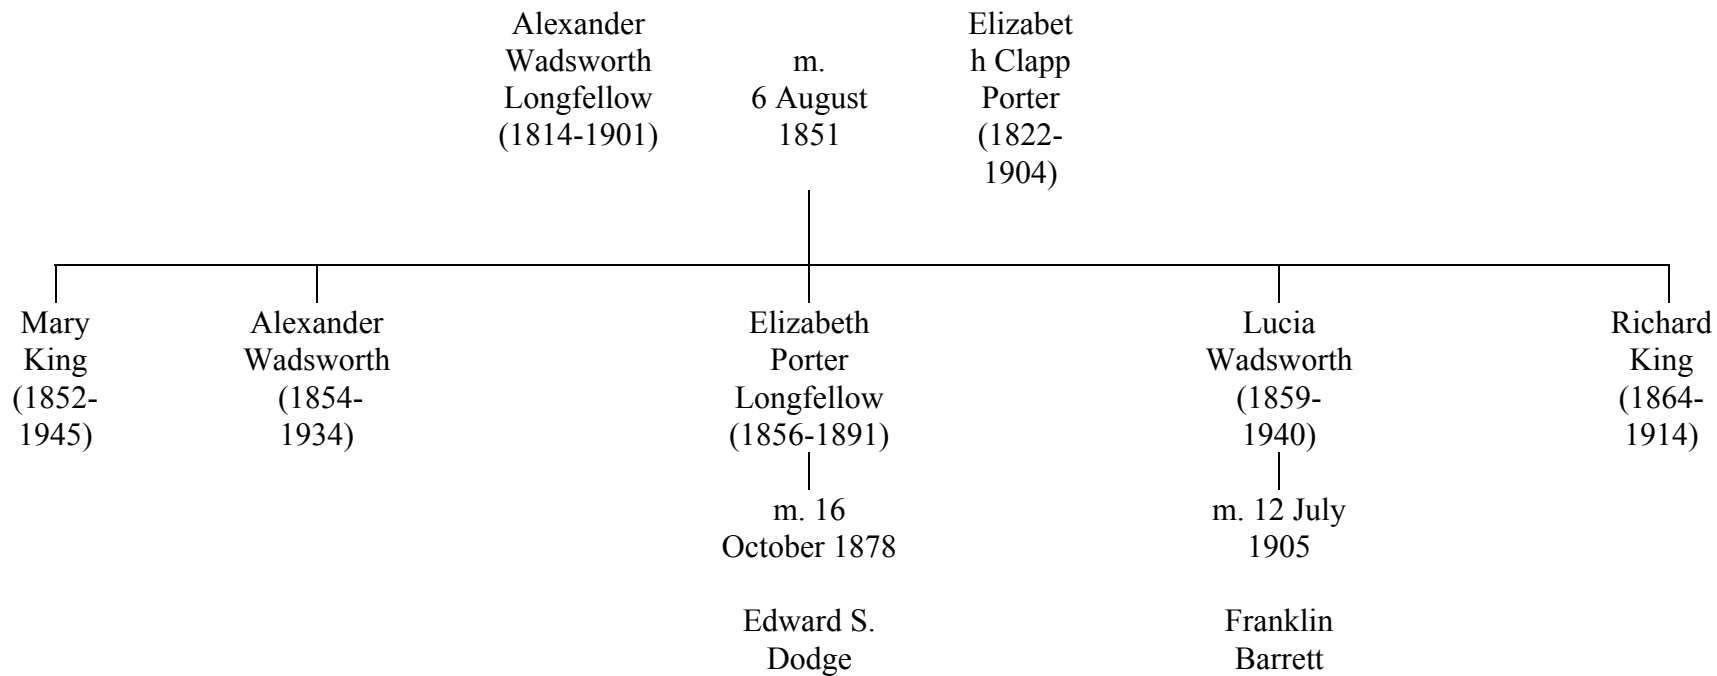 Alexander
Wadsworth
Longfellow
(1814-1901)
m.
6 August
1851
Elizabet
h Clapp
Porter
(1822-
1904)
Mary
King
(1852-
1945)
Alexander
Wadsworth
(1854-
1934)
Elizabeth
Porter
Longfellow
(1856-1891)
m. 16
October 1878
Edward S.
Dodge
Lucia
Wadsworth
(1859-
1940)
m. 12 July
1905
Franklin
Barrett
Richard
King
(1864-
1914)